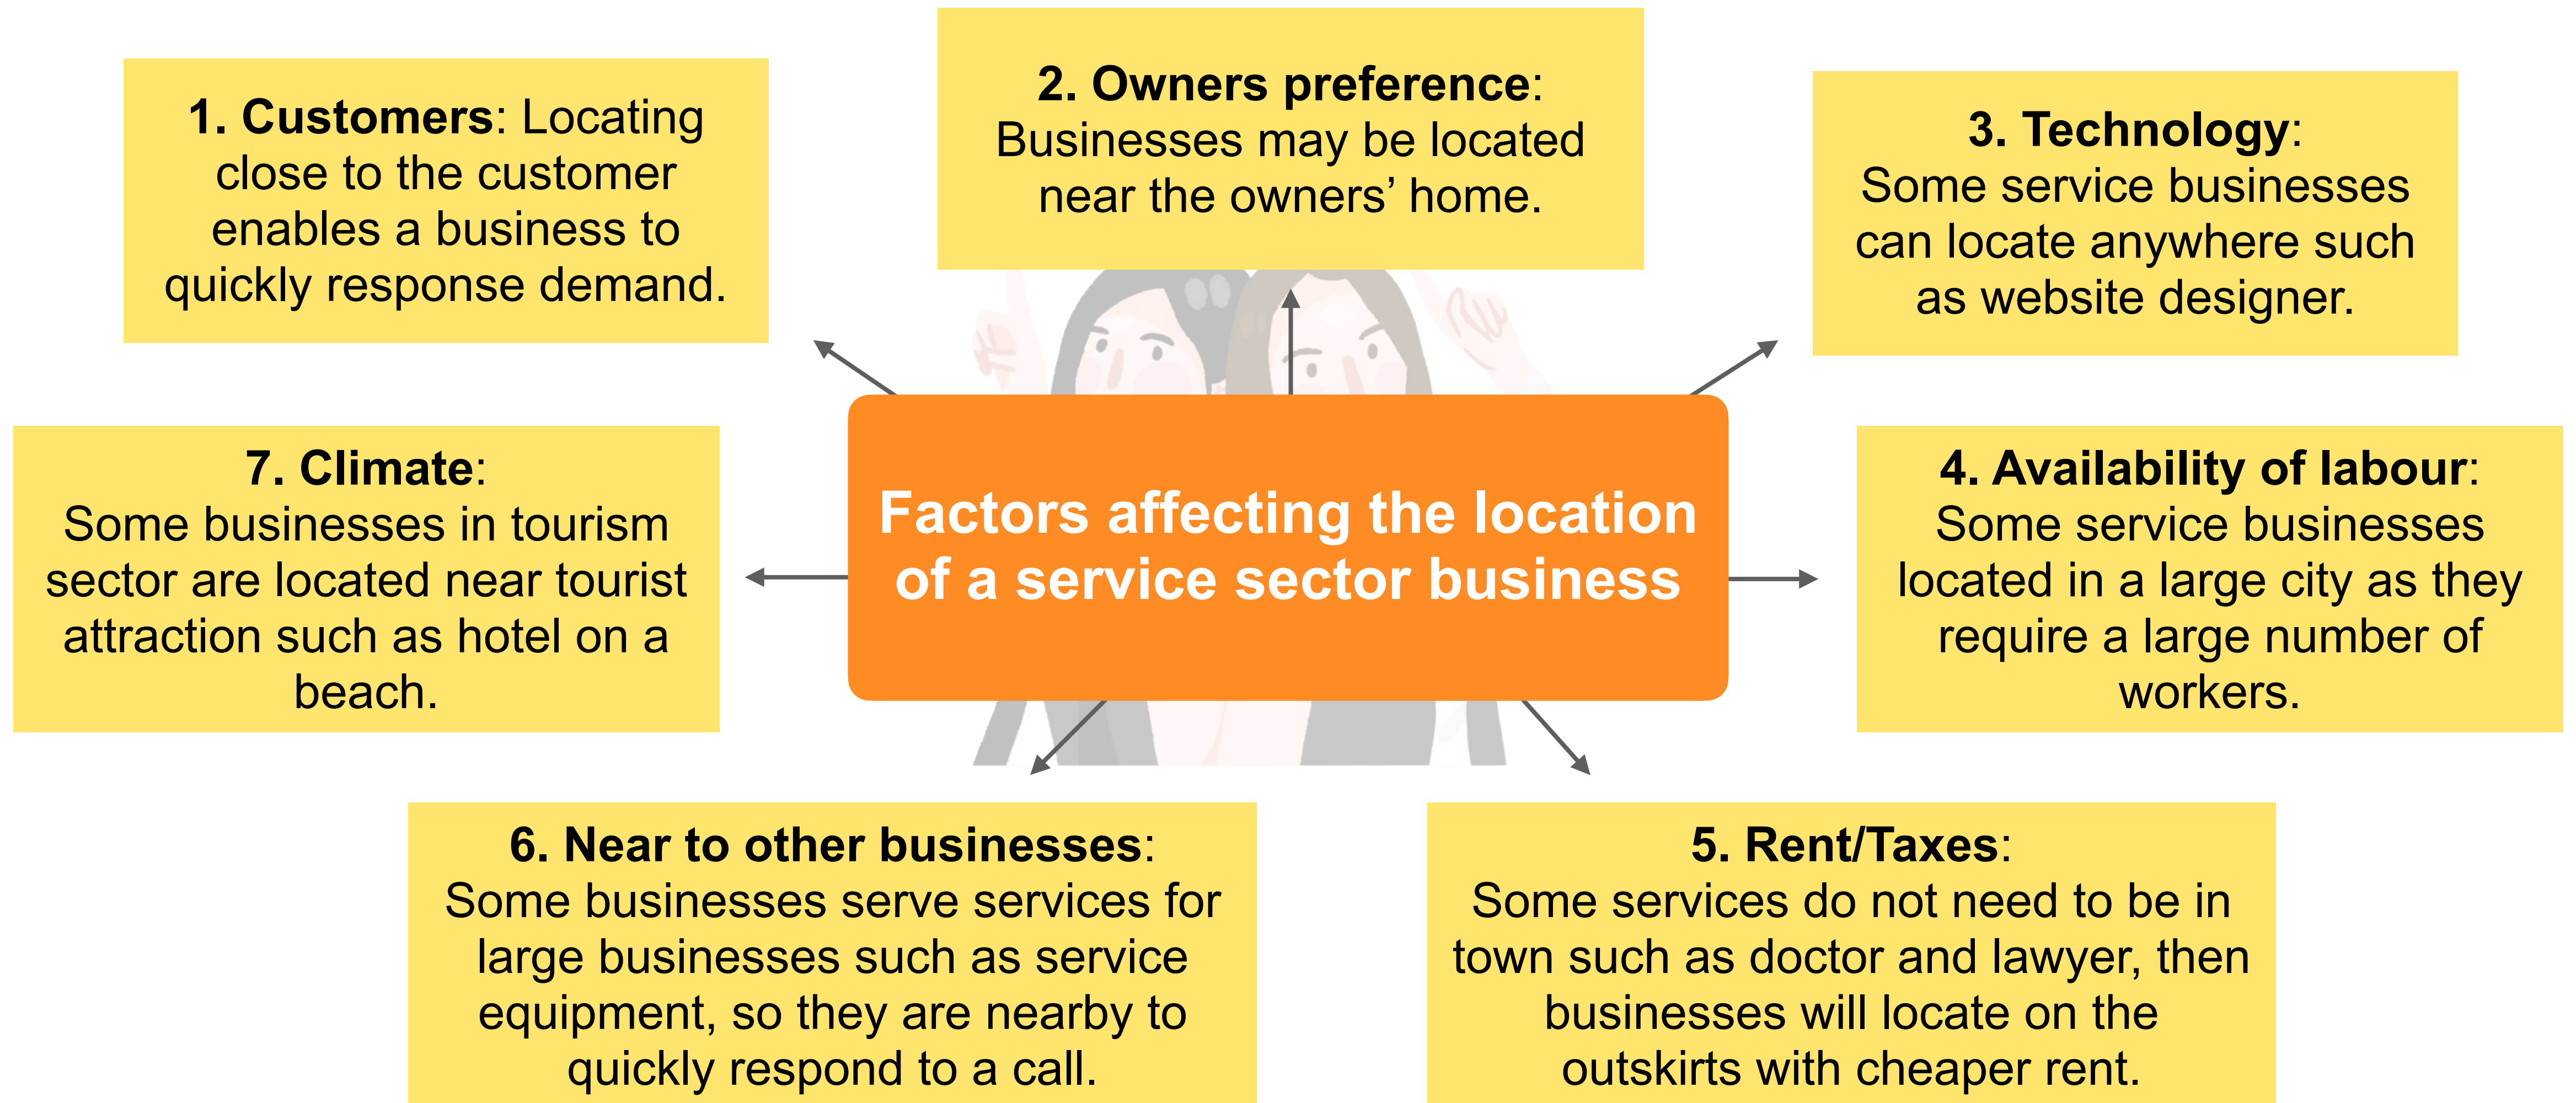 1. Customers: Locating
close to the customer
enables a business to
quickly response demand.
2. Owners preference:
Businesses may be located
near the owners’ home.
3. Technology:
Some service businesses
can locate anywhere such
as website designer.
7. Climate:
Some businesses in tourism
sector are located near tourist
attraction such as hotel on a
beach.
Factors affecting the location
of a service sector business
4. Availability of labour:
Some service businesses
located in a large city as they
require a large number of
workers.
6. Near to other businesses:
Some businesses serve services for
large businesses such as service
equipment, so they are nearby to
quickly respond to a call.
5. Rent/Taxes:
Some services do not need to be in
town such as doctor and lawyer, then
businesses will locate on the
outskirts with cheaper rent.